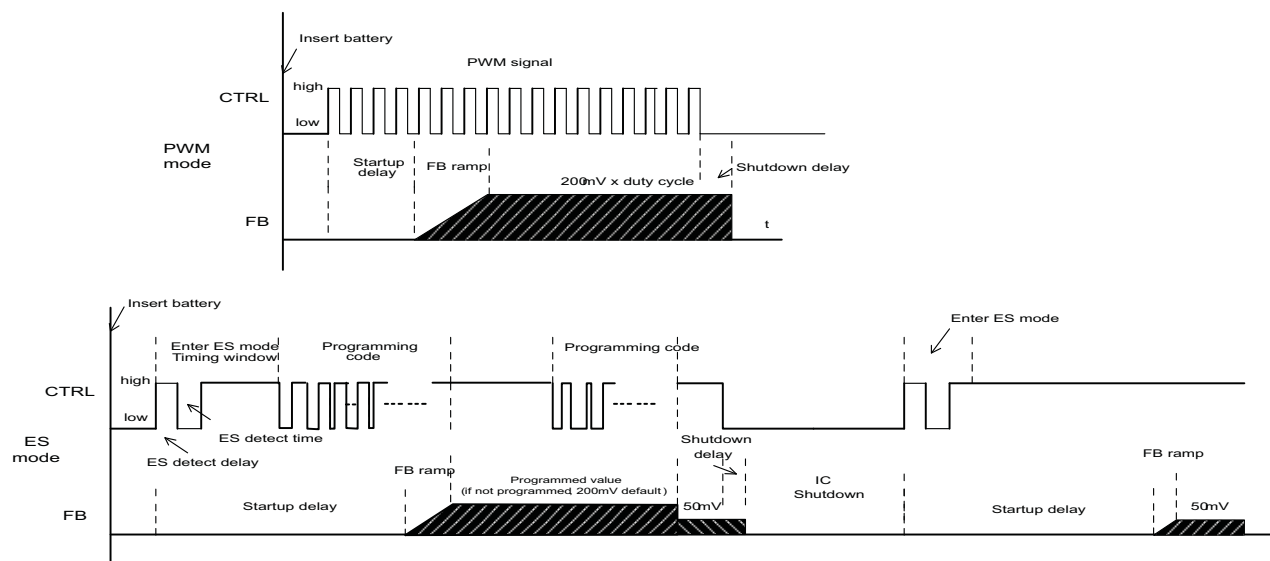 Insert battery
PWM signal
high
CTRL
low
PWM
mode
Startup
delay
FB ramp
Shutdown delay
200mV x duty cycle
FB
t
Insert battery
Enter ES mode
Enter ES mode
Timing window
Programming
code
Programming code
high
CTRL
low
ES detect time
ES
mode
ES detect delay
Shutdown
delay
FB ramp
FB ramp
Programmed value
(if not programmed, 200mV default)
IC
Shutdown
Startup delay
50mV
Startup delay
50mV
FB